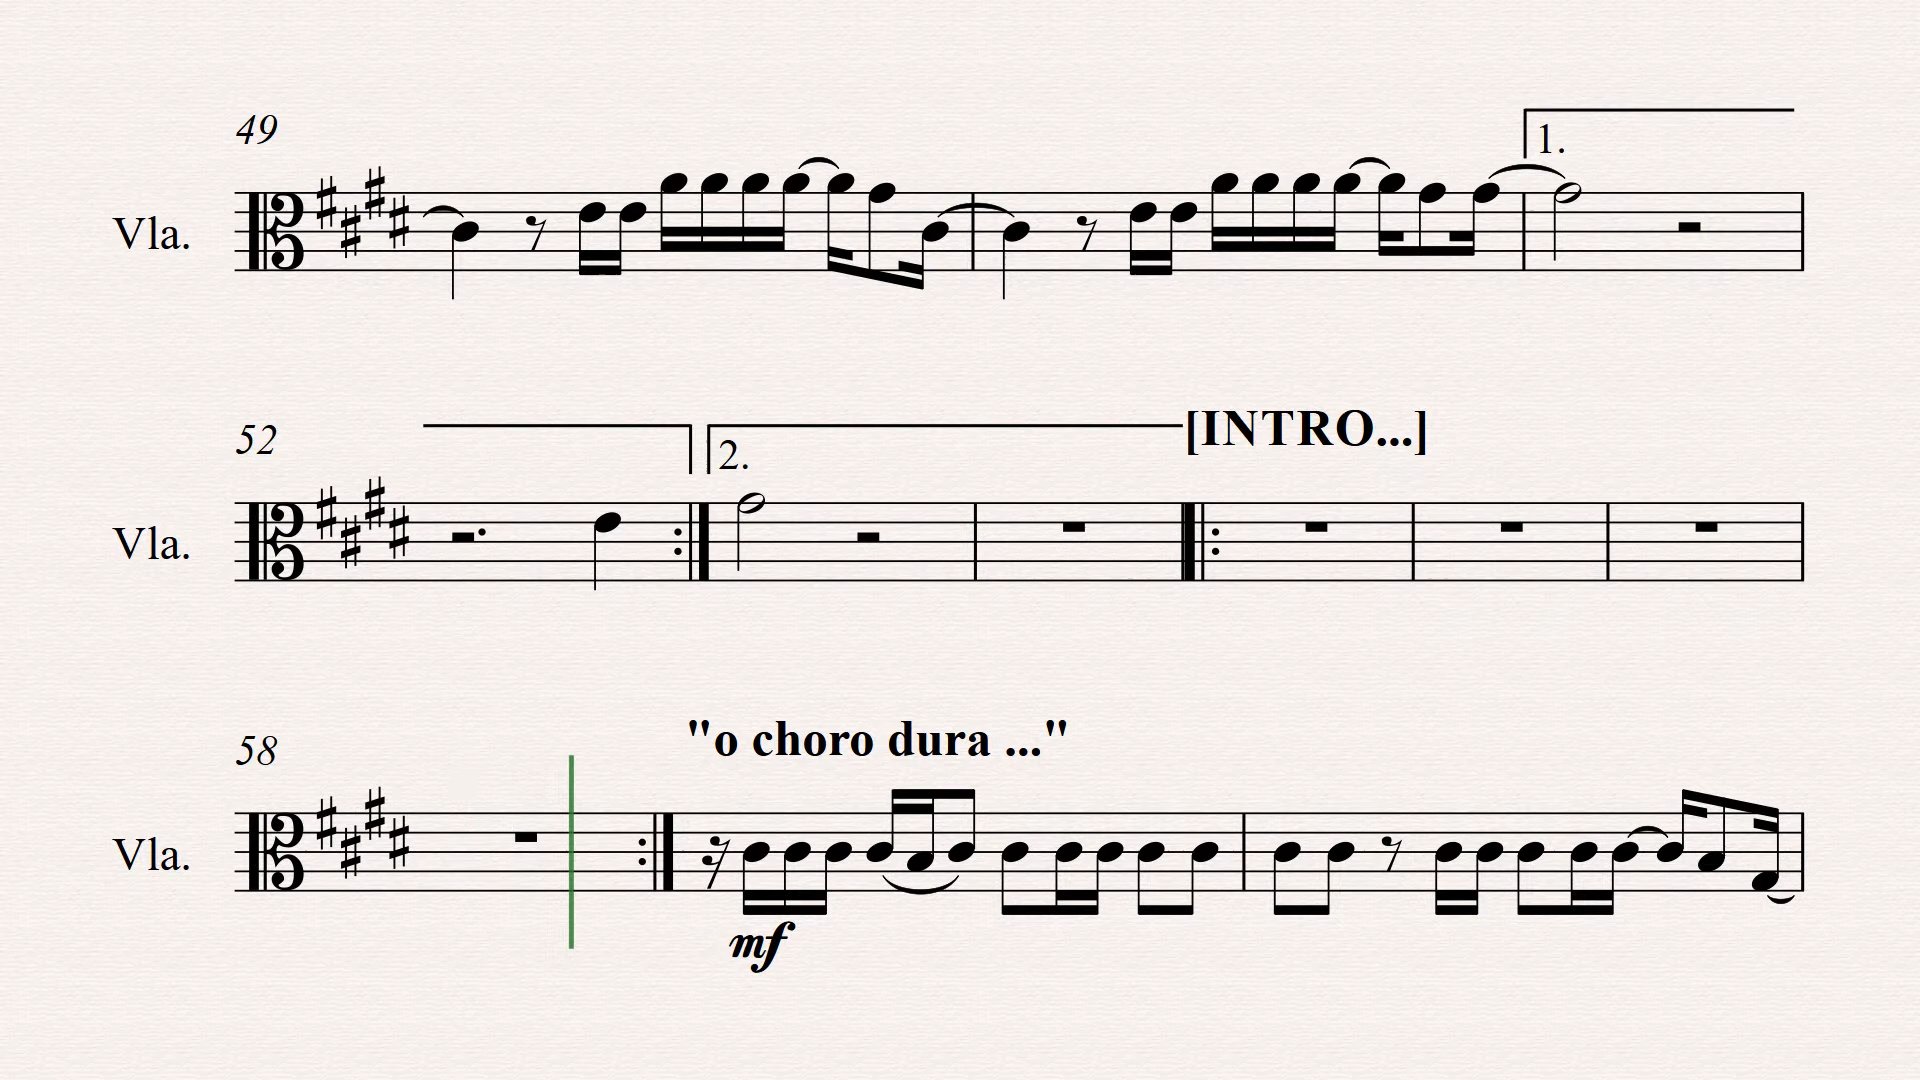 49
1.
Vla.
52
2.
[INTRO...]
Vla.
58
"o choro dura ..."
Vla.
mf